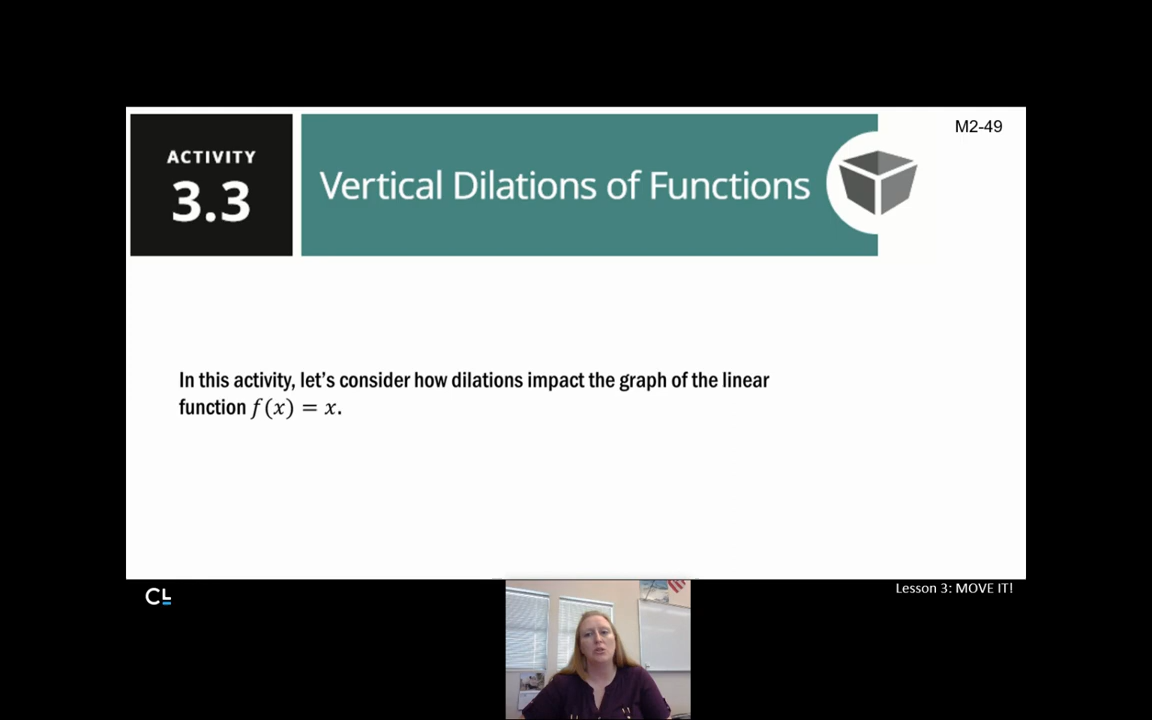 M2-49
ACTIVITY
3.3
Vertical Dilations of Functions
In this activity, let’s consider how dilations impact the graph of the linear
function f(x) = x.
CL
Lesson 3: MOVE IT!